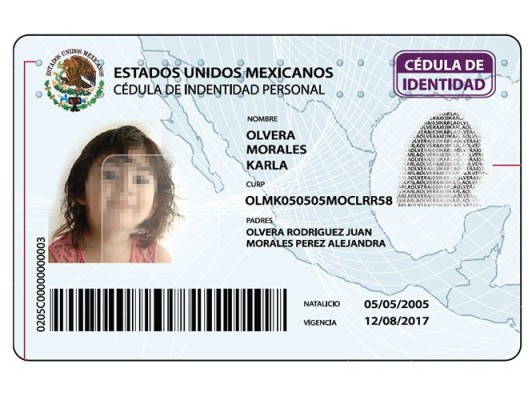 ESTADOS UNIDOS MEXICANOS
ESTADOS UNIDOS MEXICANOS
CÉDULA DE INDENTIDAD PERSONAL
CÉDULA DE
IDENTIDAD
NOMBRE
OLVERA
MORALES
KARLA
CURP
OLMK050505MOCLRR58
PADRES
OLVERA RODRIGUEZ JUAN
MORALES PEREZ ALEJANDRA
0205C00000000003
NATALICIO 05/05/2005
VIGENCIA 12/08/2017